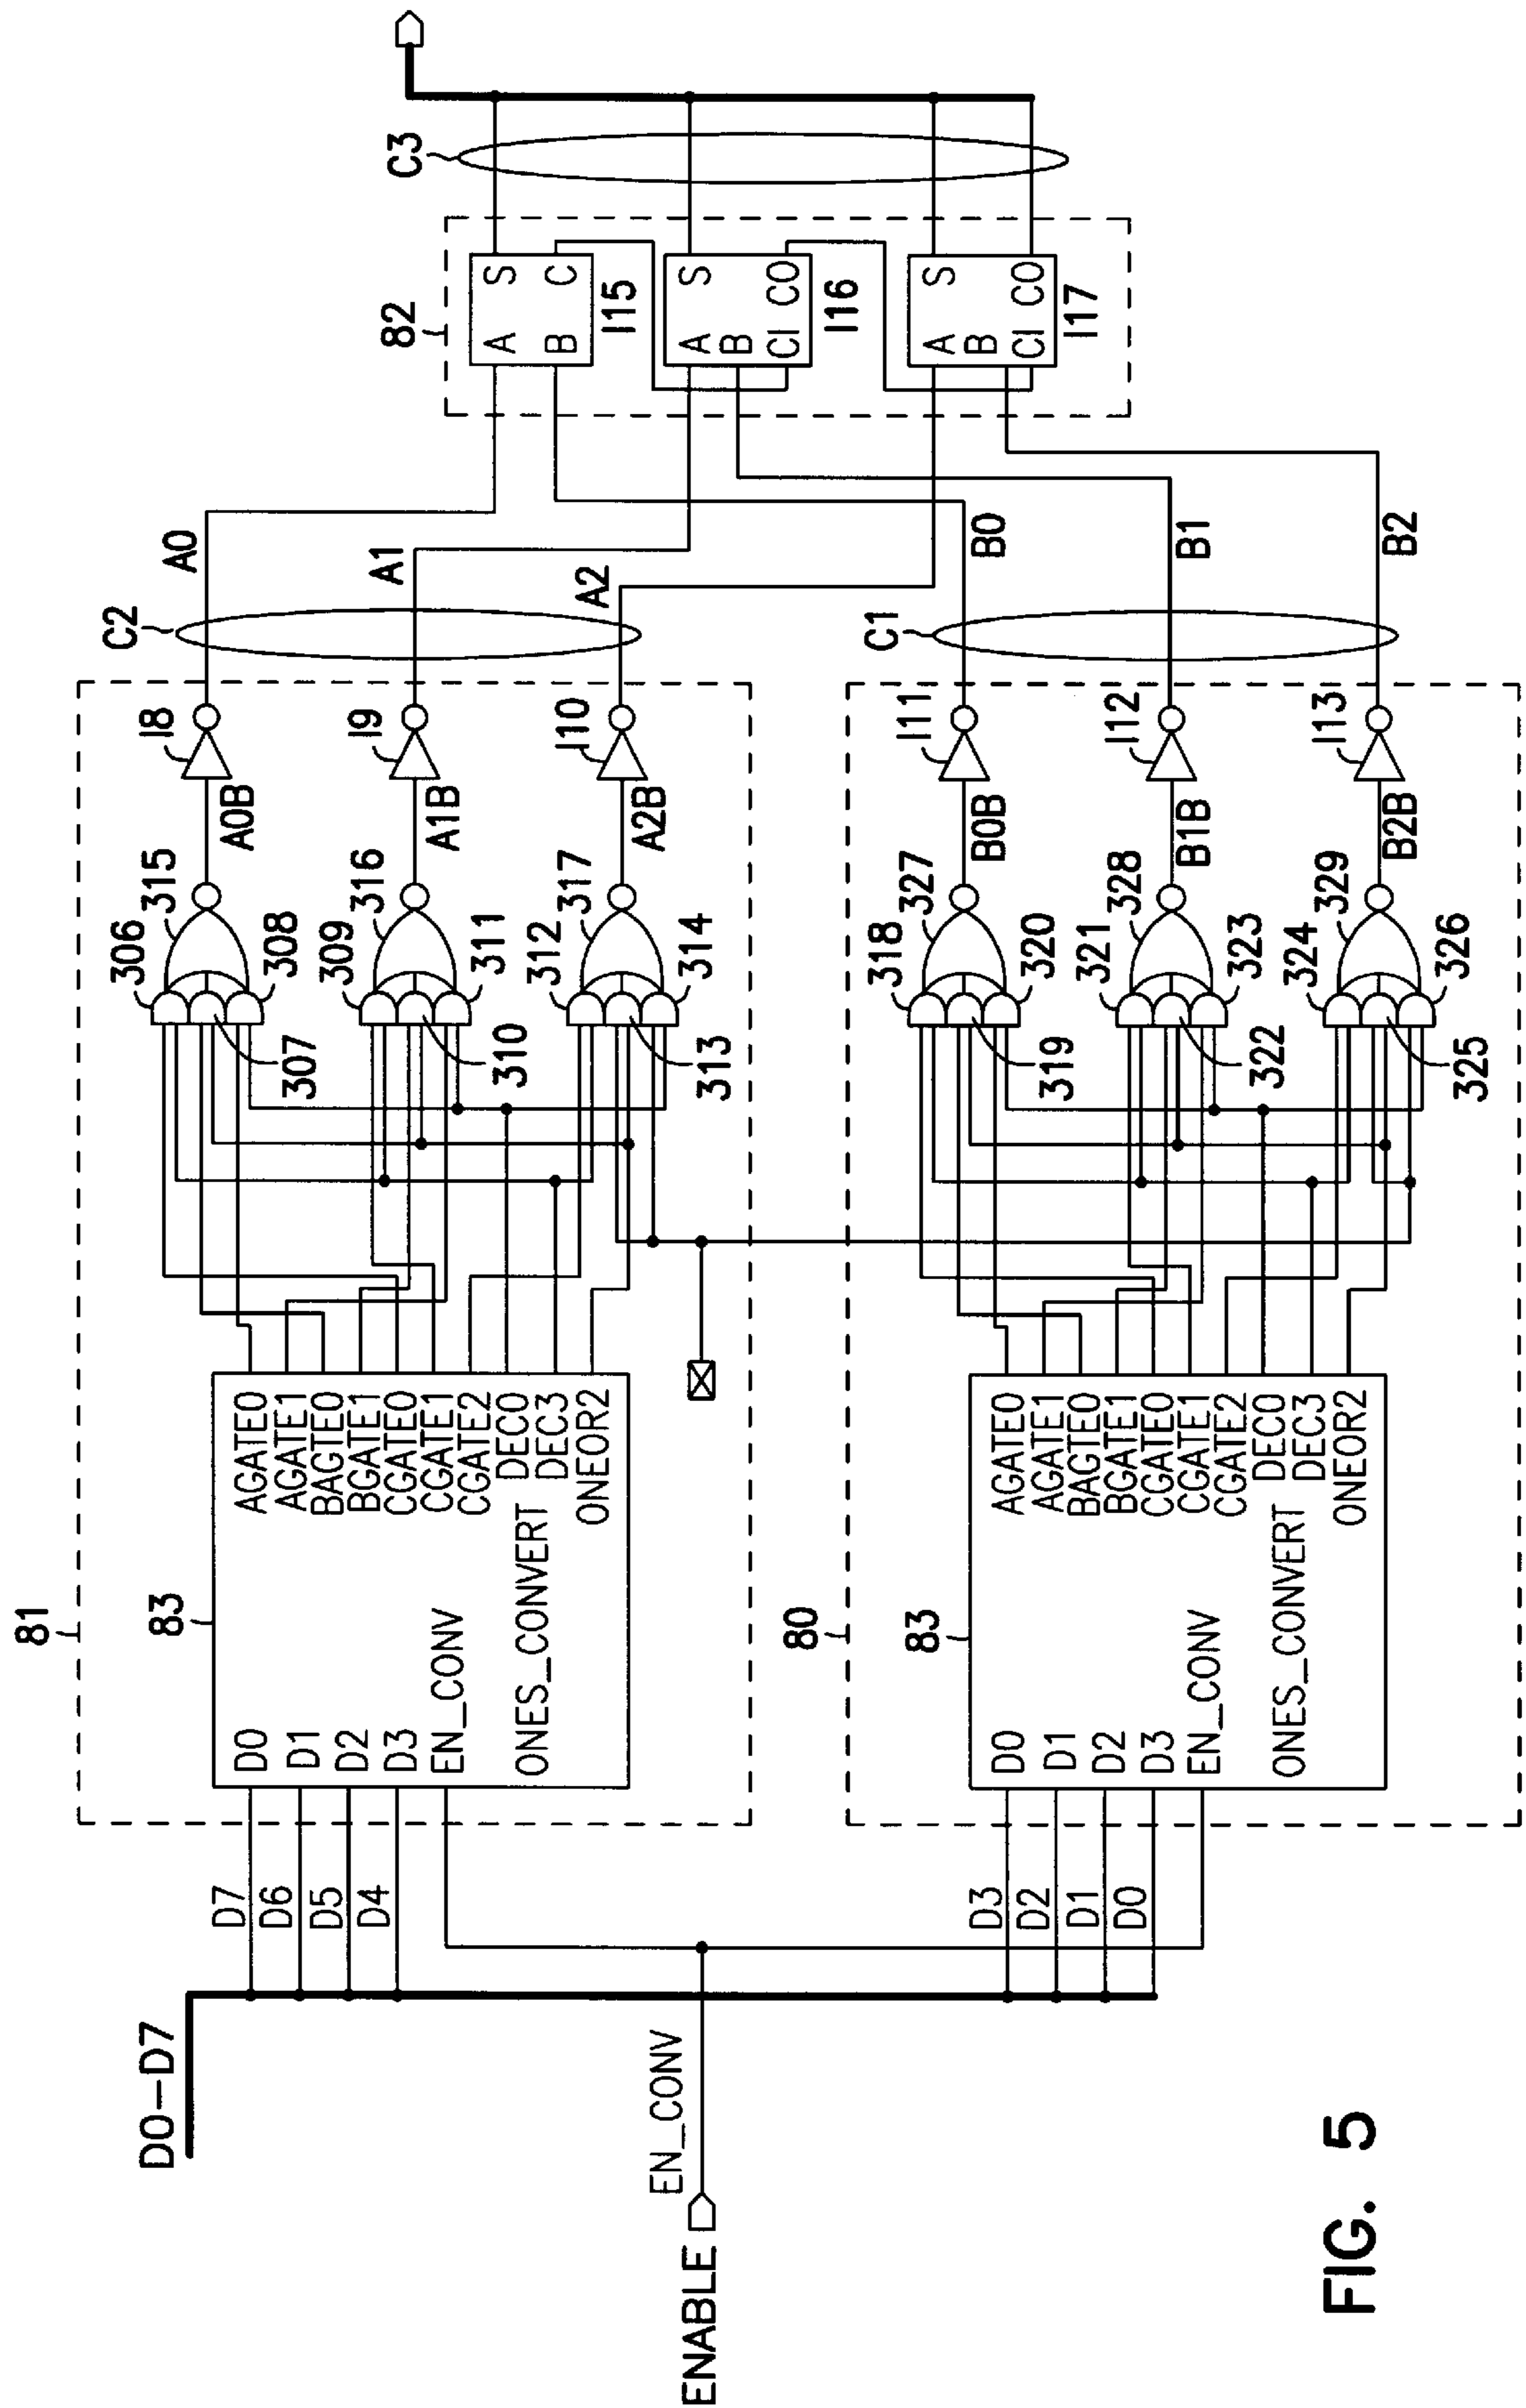 D0-D7
D7
D6
D5
D4
D3
D2
D1
D0
ENABLE
EN_CONV
81
83
D0
D1
D2
D3
EN_CONV
ONES_CONVERT
AGATE0
AGATE1
BAGTE0
BGATE1
CGATE0
CGATE1
CGATE2
DEC0
DEC3
ONEOR2
306
307
308
315
A0B
I8
309
310
311
316
A1B
I9
312
313
314
317
A2B
I10
C2
A0
A1
A2
80
83
D0
D1
D2
D3
EN_CONV
ONES_CONVERT
AGATE0
AGATE1
BAGTE0
BGATE1
CGATE0
CGATE1
CGATE2
DEC0
DEC3
ONEOR2
318
319
320
327
B0B
I11
321
322
323
328
B1B
I12
324
325
326
329
B2B
I13
C1
B0
B1
B2
82
A S
B C
I15
A S
B
CI CO
I16
A S
B
CI CO
I17
C3
FIG. 5